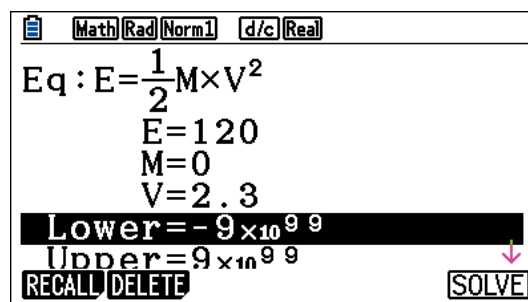 Math Rad Norm1 d/c Real
Eq:E=½M×V²
E=120
M=0
V=2.3
Lower=-9×10⁹⁹
Upper=9×10⁹⁹
RECALL DELETE SOLVE